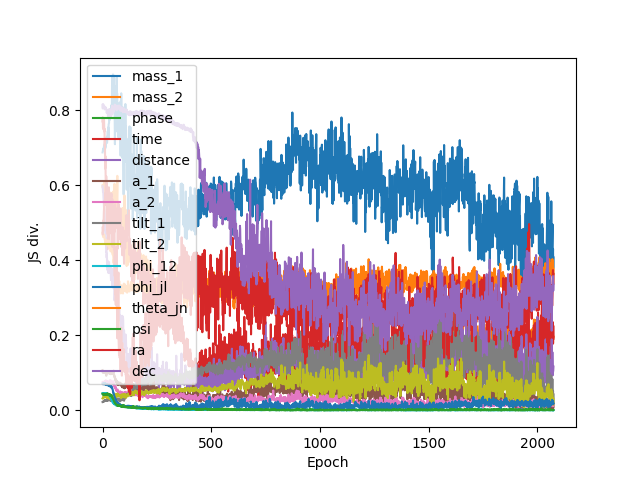 0.8
0.6
0.4
0.2
0.0
JS div.
0
500
1000
1500
2000
Epoch
mass_1
mass_2
phase
time
distance
a_1
a_2
tilt_1
tilt_2
phi_12
phi_jl
theta_jn
psi
ra
dec